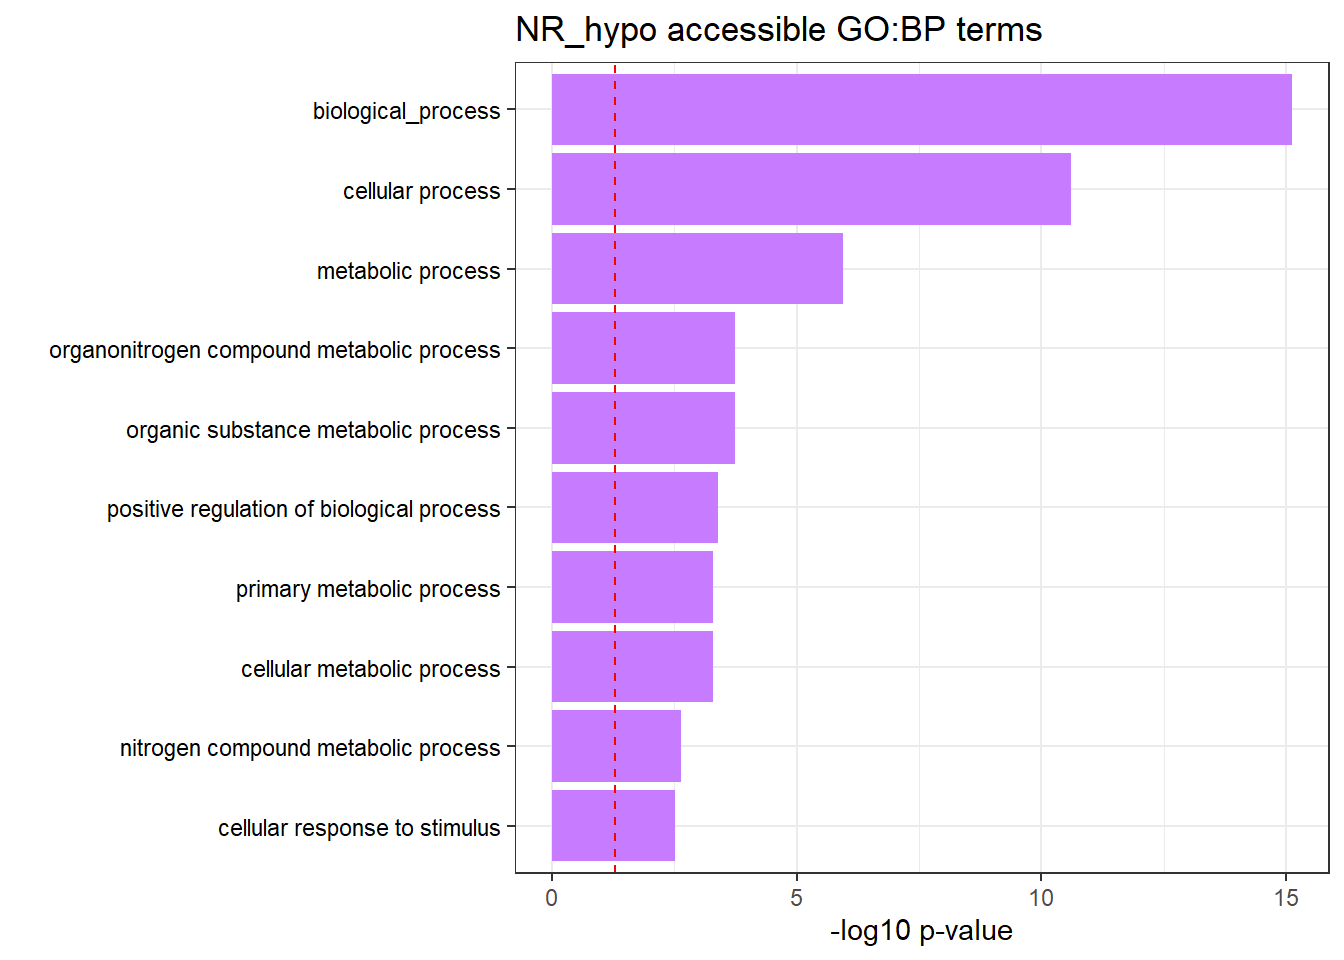 NR_hypo accessible GO:BP terms
biological_process
cellular process
metabolic process
organonitrogen compound metabolic process
organic substance metabolic process
positive regulation of biological process
primary metabolic process
cellular metabolic process
nitrogen compound metabolic process
cellular response to stimulus
0 5 10 15
-log10 p-value